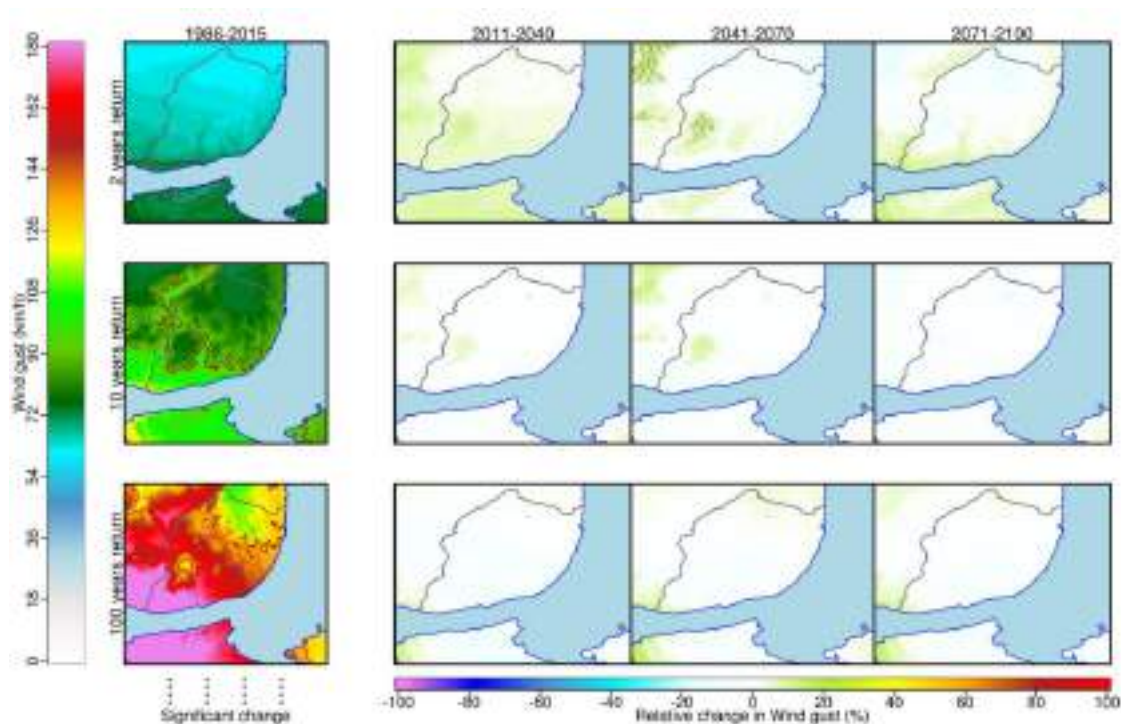 1986-2015
2011-2040
2041-2070
2071-2100
2 years return
10 years return
100 years return
Wind gust (km/h)
180
162
144
126
108
90
72
54
36
18
0
Significant change
-100 -80 -60 -40 -20 0 20 40 60 80 100
Relative change in Wind gust (%)